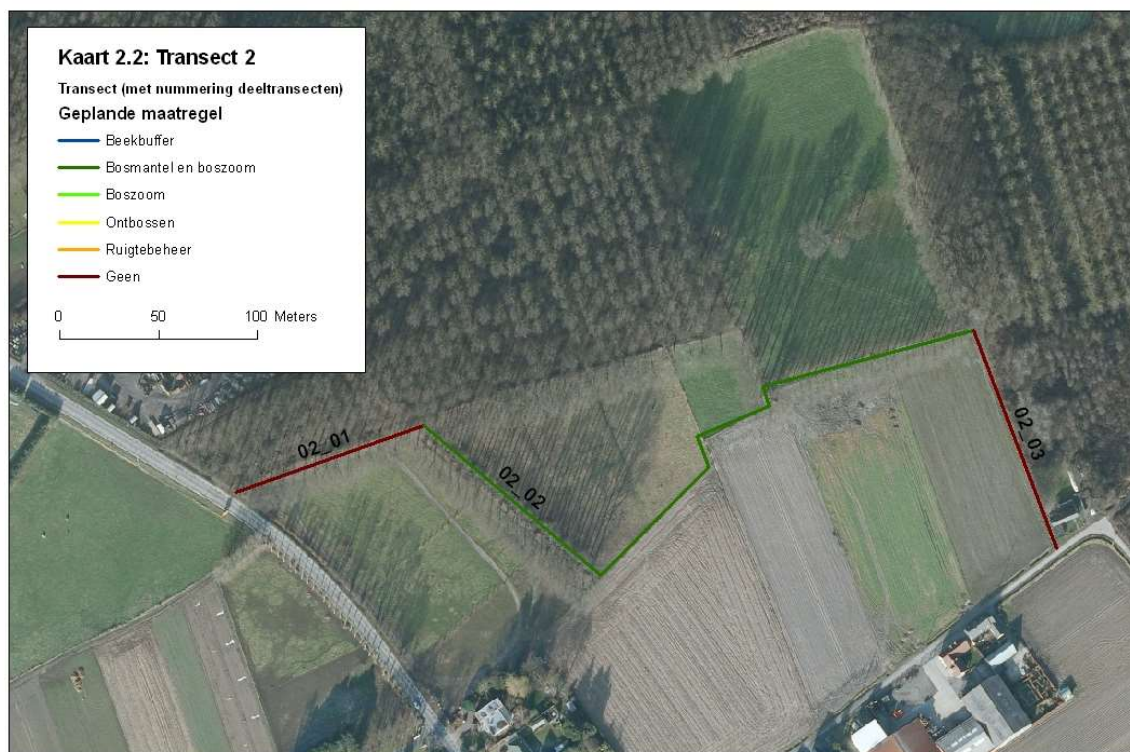 Kaart 2.2: Transect 2
Transect (met nummering deeltransecten)
Geplande maatregel
Beekbuffer
Bosmantel en boszoom
Boszoom
Ontbossen
Ruigtebeheer
Geen
0 50 100 Meters
02_01
02_02
02_03